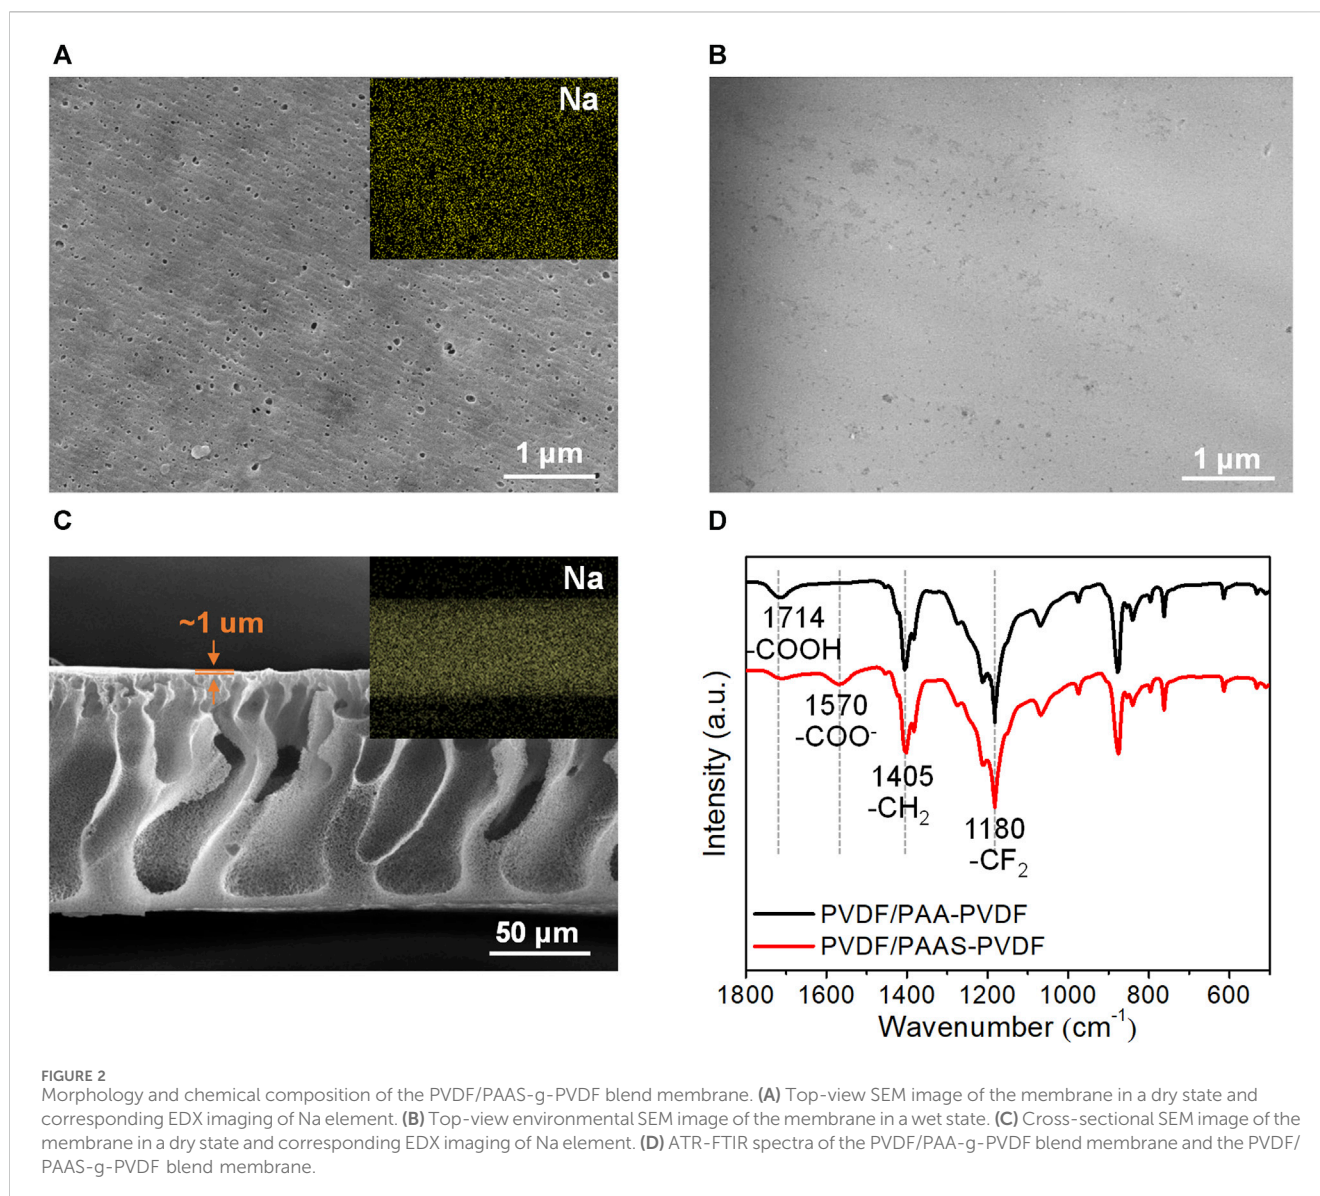 A
Na
1 µm
B
1 µm
C
Na
~1 um
50 µm
D
1714
-COOH
1570
-COO⁻
1405
-CH₂
1180
-CF₂
PVDF/PAA-PVDF
PVDF/PAAS-PVDF
Intensity (a.u.)
1800 1600 1400 1200 1000 800 600
Wavenumber (cm⁻¹)
FIGURE 2
Morphology and chemical composition of the PVDF/PAAS-g-PVDF blend membrane. (A) Top-view SEM image of the membrane in a dry state and
corresponding EDX imaging of Na element. (B) Top-view environmental SEM image of the membrane in a wet state. (C) Cross-sectional SEM image of the
membrane in a dry state and corresponding EDX imaging of Na element. (D) ATR-FTIR spectra of the PVDF/PAA-g-PVDF blend membrane and the PVDF/
PAAS-g-PVDF blend membrane.